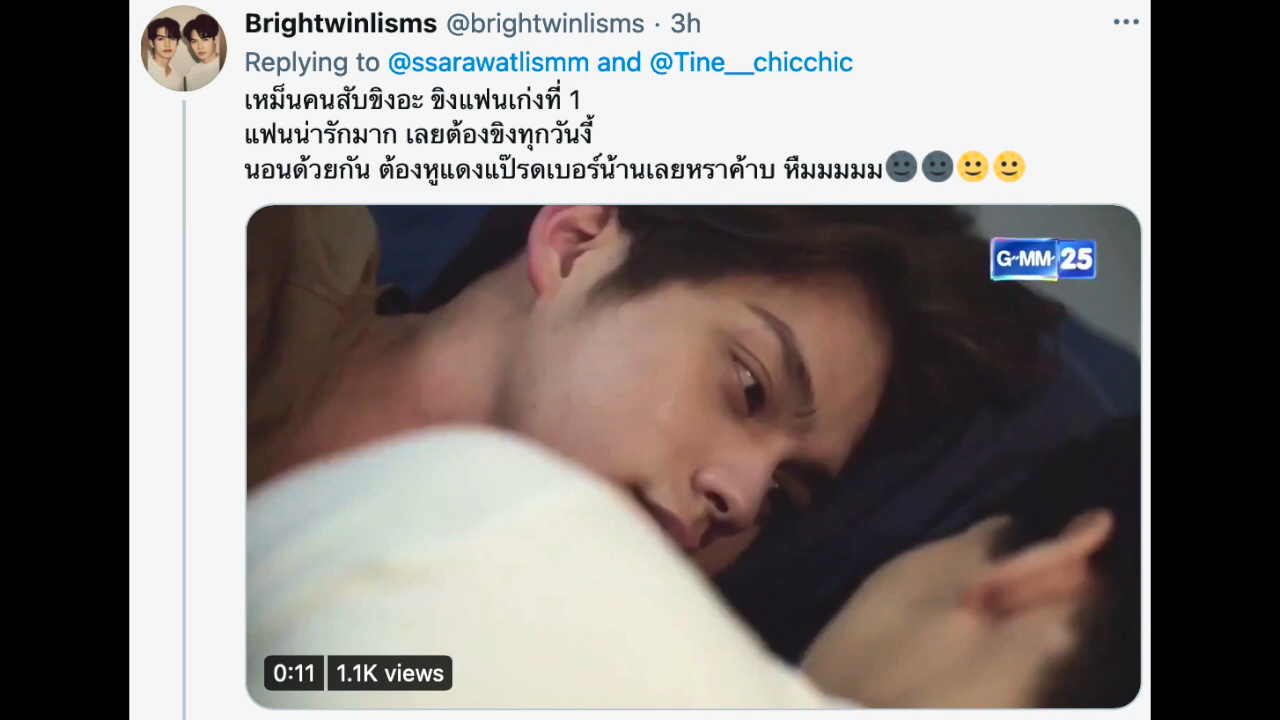 Brightwinlisms @brightwinlisms · 3h
Replying to @ssarawatlismm and @Tine__chicchic
เหม็นคนสับขิงอะ ขิงแฟนเก่งที่ 1
แฟนน่ารักมาก เลยต้องขิงทุกวันงี้
นอนด้วยกัน ต้องหูแดงแป๊รดเบอร์น้านเลยหราค้าบ หืมมมมมม🌚🌚🌝🌝
GMM 25
0:11 1.1K views